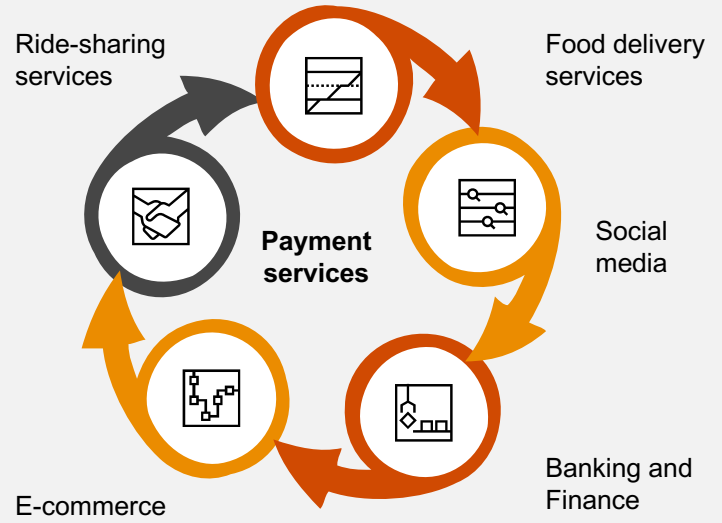 Ride-sharing
services
Food delivery
services
Payment
services
Social
media
Banking and
Finance
E-commerce